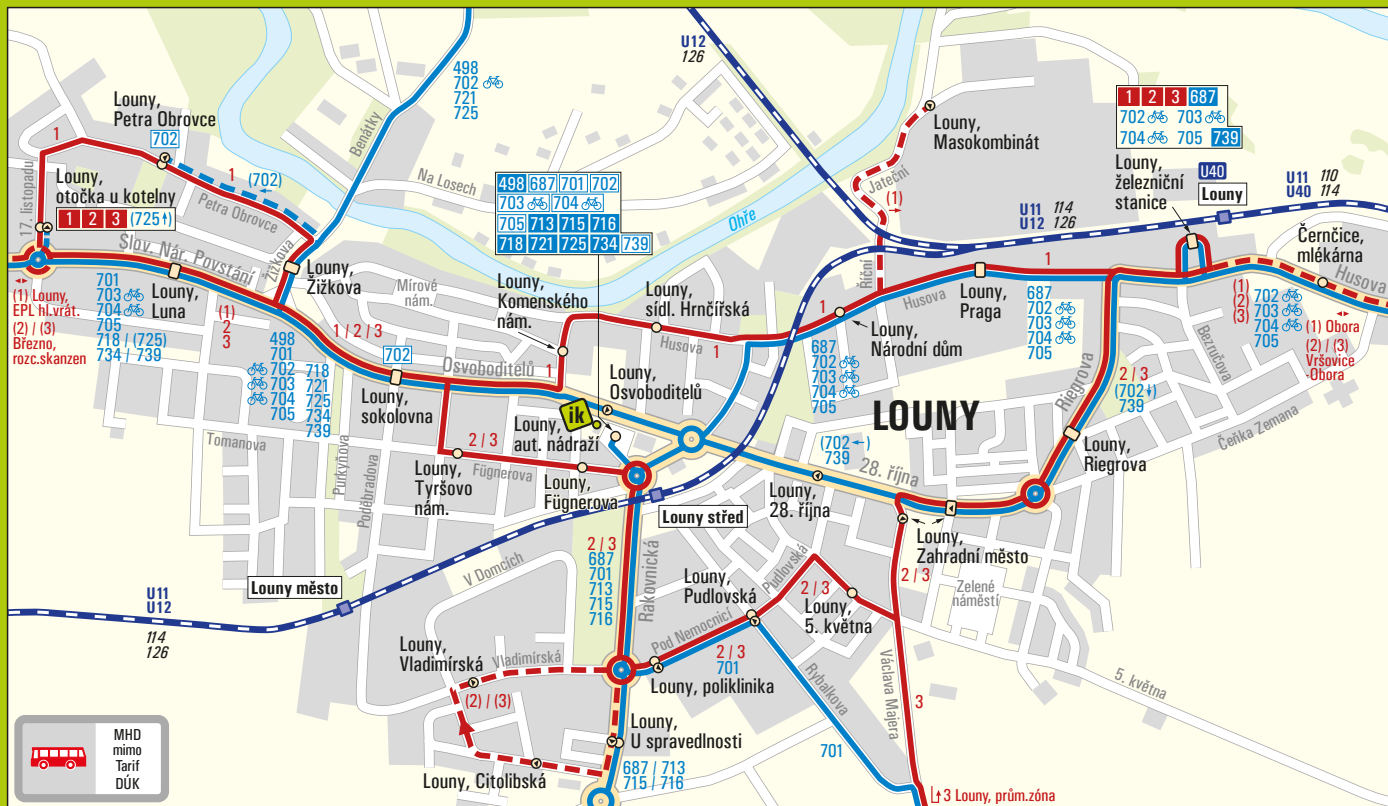 U12
126
498
702
721
725
Louny,
Petra Obrovce
702
1
1
(702)
Benátky
Na Losech
Louny,
Masokombinát
1 2 3 687
702 703
704 705 739
Louny,
železniční
stanice
U40
Louny
U11 110
U40 114
U11 114
U12 126
17. listopadu
Louny,
otočka u kotelny
1 2 3 (725)
Petra Obrovce
498 687 701 702
703 704
705 713 715 716
718 721 725 734 739
Ohře
Jateční
(1)
Slov. Nár. Povstání
Žižkova
Louny,
Žižkova
Černčice,
mlékárna
Husova
(1) Louny,
EPL hl.vrát.
(2) / (3)
Březno,
rozc.skanzen
701
703
704
705
718 / (725)
734 / 739
Louny,
Luna
(1)
2
3
Mírové
nám.
Louny,
Komenského
nám.
Louny,
sídl. Hrnčířská
Husova
1
1
Říční
Husova
1
Louny,
Praga
Louny,
Národní dům
687
702
703
704
705
687
702
703
704
705
(1)
(2)
(3)
702
703
704
705
(1) Obora
(2) / (3)
Vršovice
-Obora
1 / 2 / 3
498
701
702
703
704
705
718
721
725
734
739
702
Osvoboditelů
1
Louny,
sokolovna
Louny,
Osvoboditelů
ik
Louny,
aut. nádraží
LOUNY
Riegrova
2 / 3
(702)
739
Bezručova
Čeňka Zemana
Louny,
Riegrova
Tomanova
Purkyňova
Poděbradova
2 / 3
Fügnerova
Louny,
Tyršovo
nám.
Louny,
Fügnerova
Louny střed
(702)
739
28. října
Louny,
28. října
Louny,
Zahradní město
Louny město
V Domcích
2 / 3
687
701
713
715
716
Rakovnická
Louny,
Pudlovská
Pudlovská
2 / 3
Louny,
5. května
2 / 3
Zelené
náměstí
U11
U12
114
126
Louny,
Vladimírská
Vladimírská
(2) / (3)
Pod Nemocnicí
2 / 3
701
Louny, poliklinika
Rybalkova
Václava Majera
3
5. května
Louny,
U spravedlnosti
Louny, Citolibská
687 / 713
715 / 716
701
3 Louny, prům.zóna
MHD
mimo
Tarif
DÚK